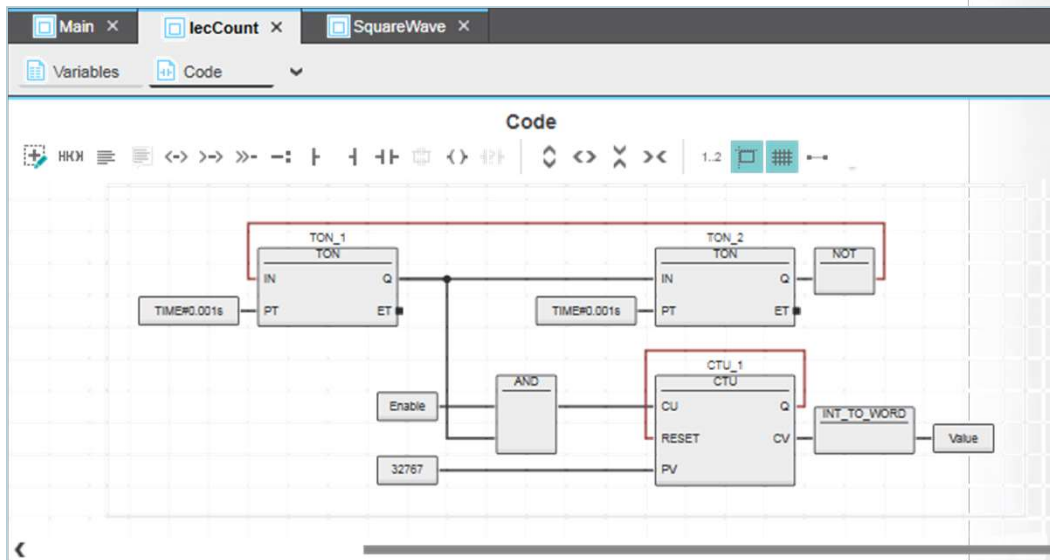 Main × IecCount × SquareWave ×
Variables Code
Code
1..2
TON_1 TON_2
TON TON NOT
IN Q IN Q
TIME#0.001s PT ET TIME#0.001s PT ET
CTU_1
AND CTU
Enable CU Q INT_TO_WORD
RESET CV Value
32767 PV